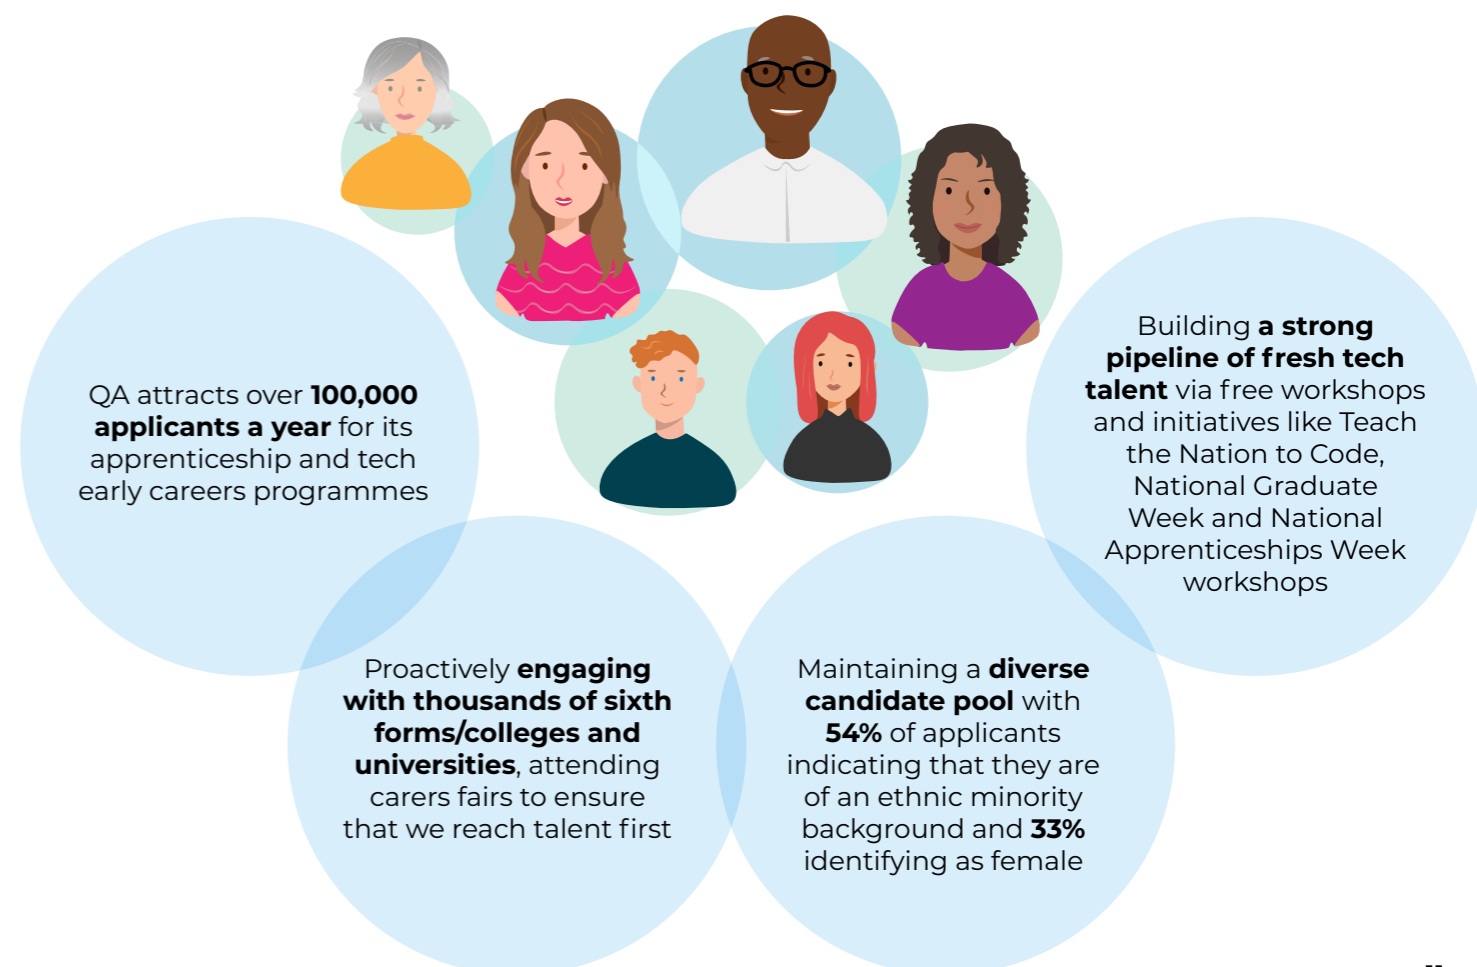 QA attracts over 100,000
applicants a year for its
apprenticeship and tech
early careers programmes
Proactively engaging
with thousands of sixth
forms/colleges and
universities, attending
carers fairs to ensure
that we reach talent first
Maintaining a diverse
candidate pool with
54% of applicants
indicating that they are
of an ethnic minority
background and 33%
identifying as female
Building a strong
pipeline of fresh tech
talent via free workshops
and initiatives like Teach
the Nation to Code,
National Graduate
Week and National
Apprenticeships Week
workshops